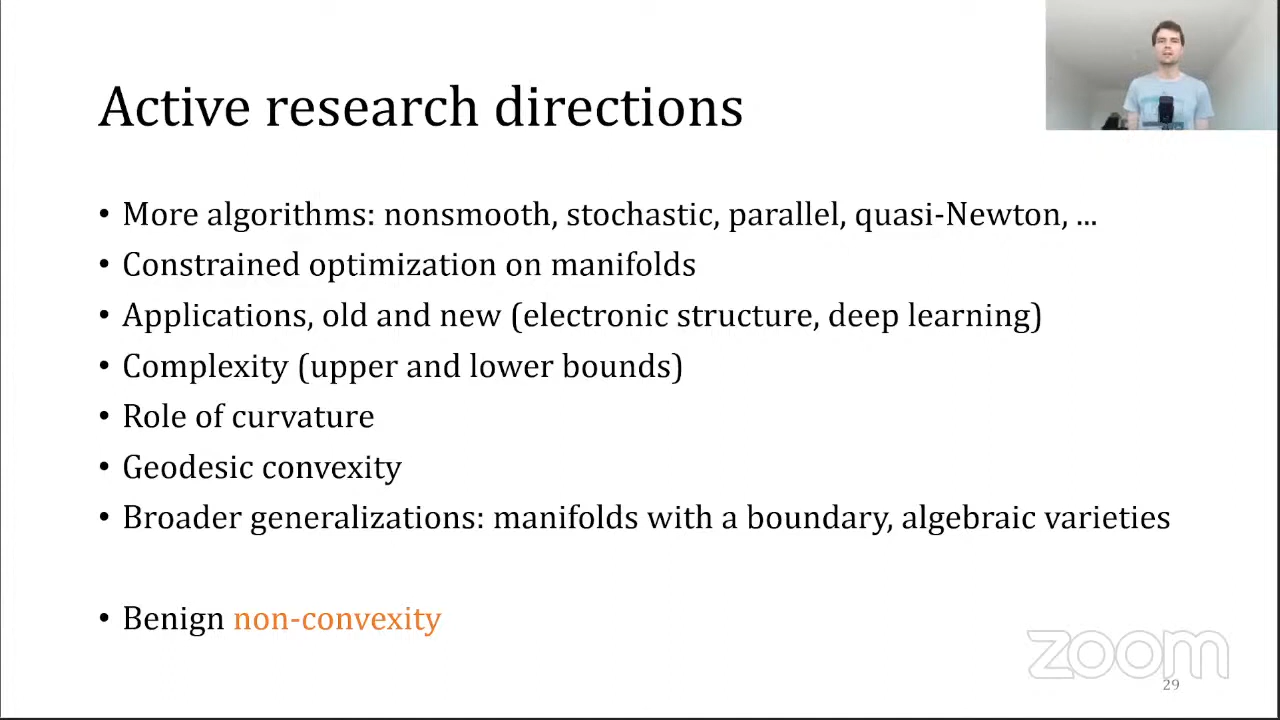 Active research directions
• More algorithms: nonsmooth, stochastic, parallel, quasi-Newton, ...
• Constrained optimization on manifolds
• Applications, old and new (electronic structure, deep learning)
• Complexity (upper and lower bounds)
• Role of curvature
• Geodesic convexity
• Broader generalizations: manifolds with a boundary, algebraic varieties
• Benign non-convexity
zoom
29